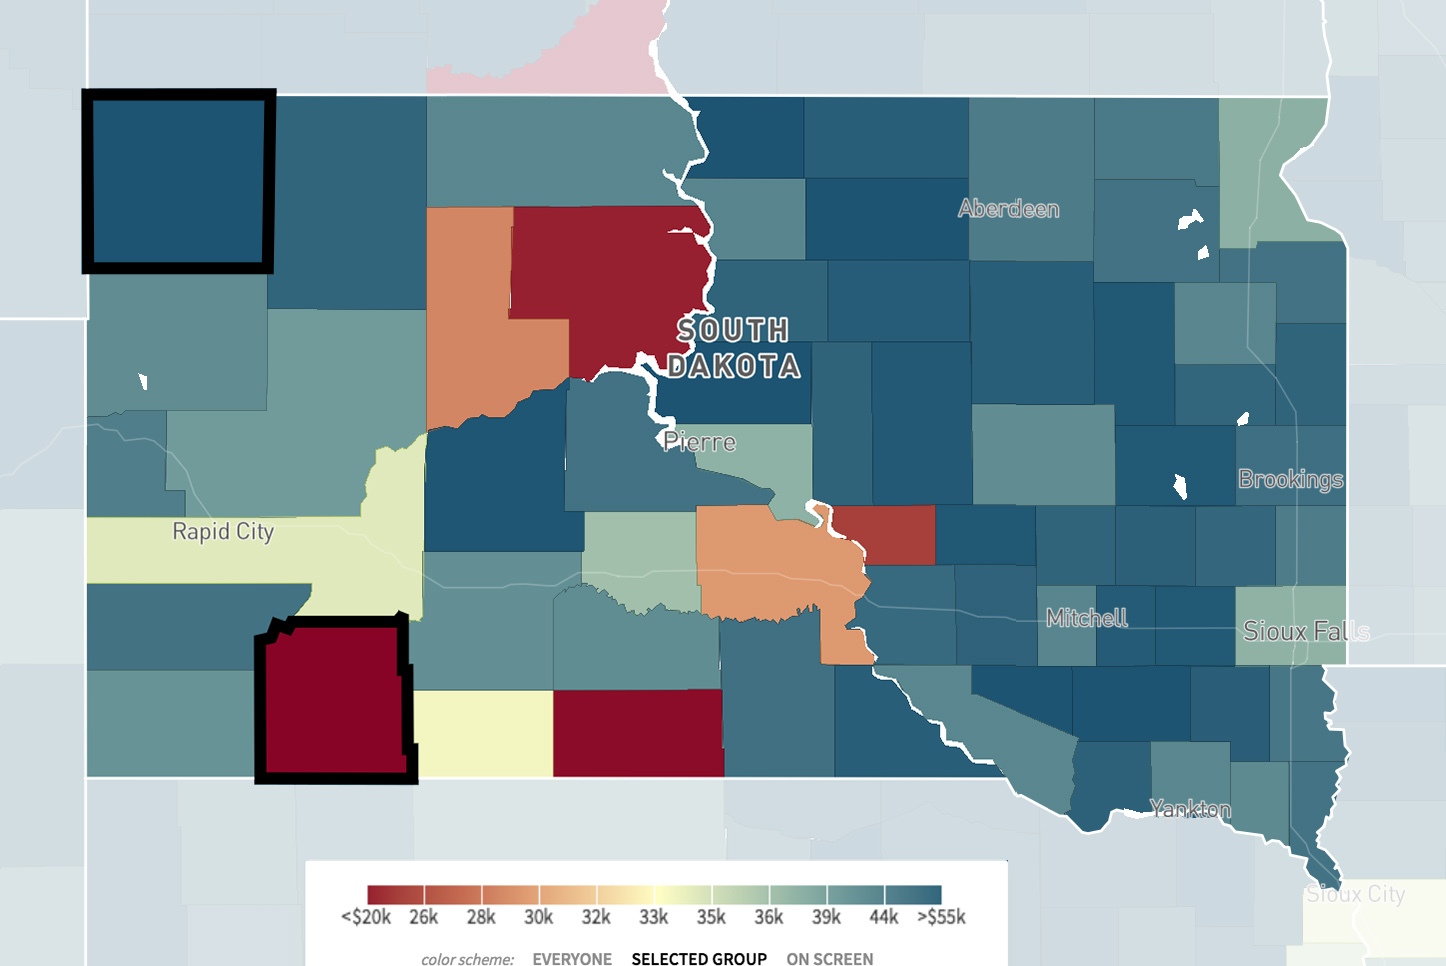 Aberdeen
SOUTH
DAKOTA
Pierre
Brookings
Rapid City
Mitchell
Sioux Falls
Yankton
Sioux City
<$20k 26k 28k 30k 32k 33k 35k 36k 39k 44k >$55k
color scheme: EVERYONE SELECTED GROUP ON SCREEN